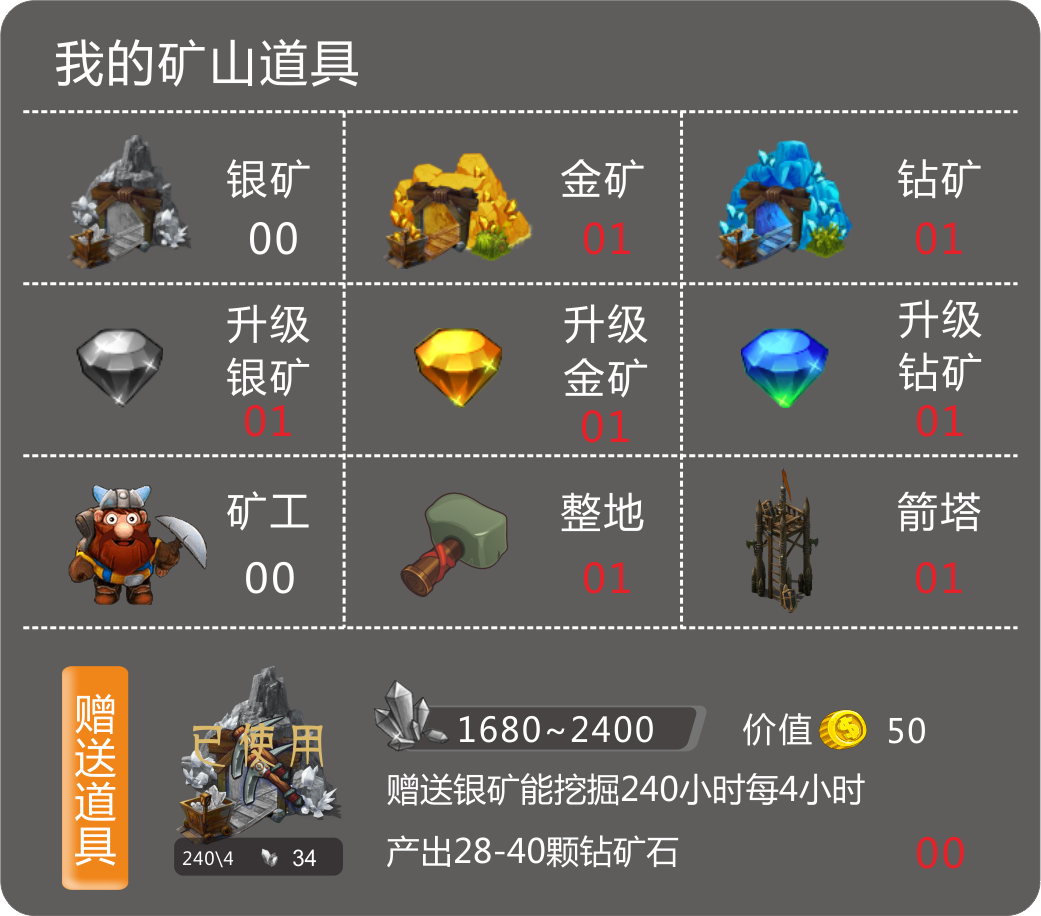 我的矿山道具
银矿
00
金矿
01
钻矿
01
升级
银矿
01
升级
金矿
01
升级
钻矿
01
矿工
00
整地
01
箭塔
01
赠送道具
已使用
240\4 34
1680~2400
价值 50
赠送银矿能挖掘240小时每4小时
产出28-40颗钻矿石
00